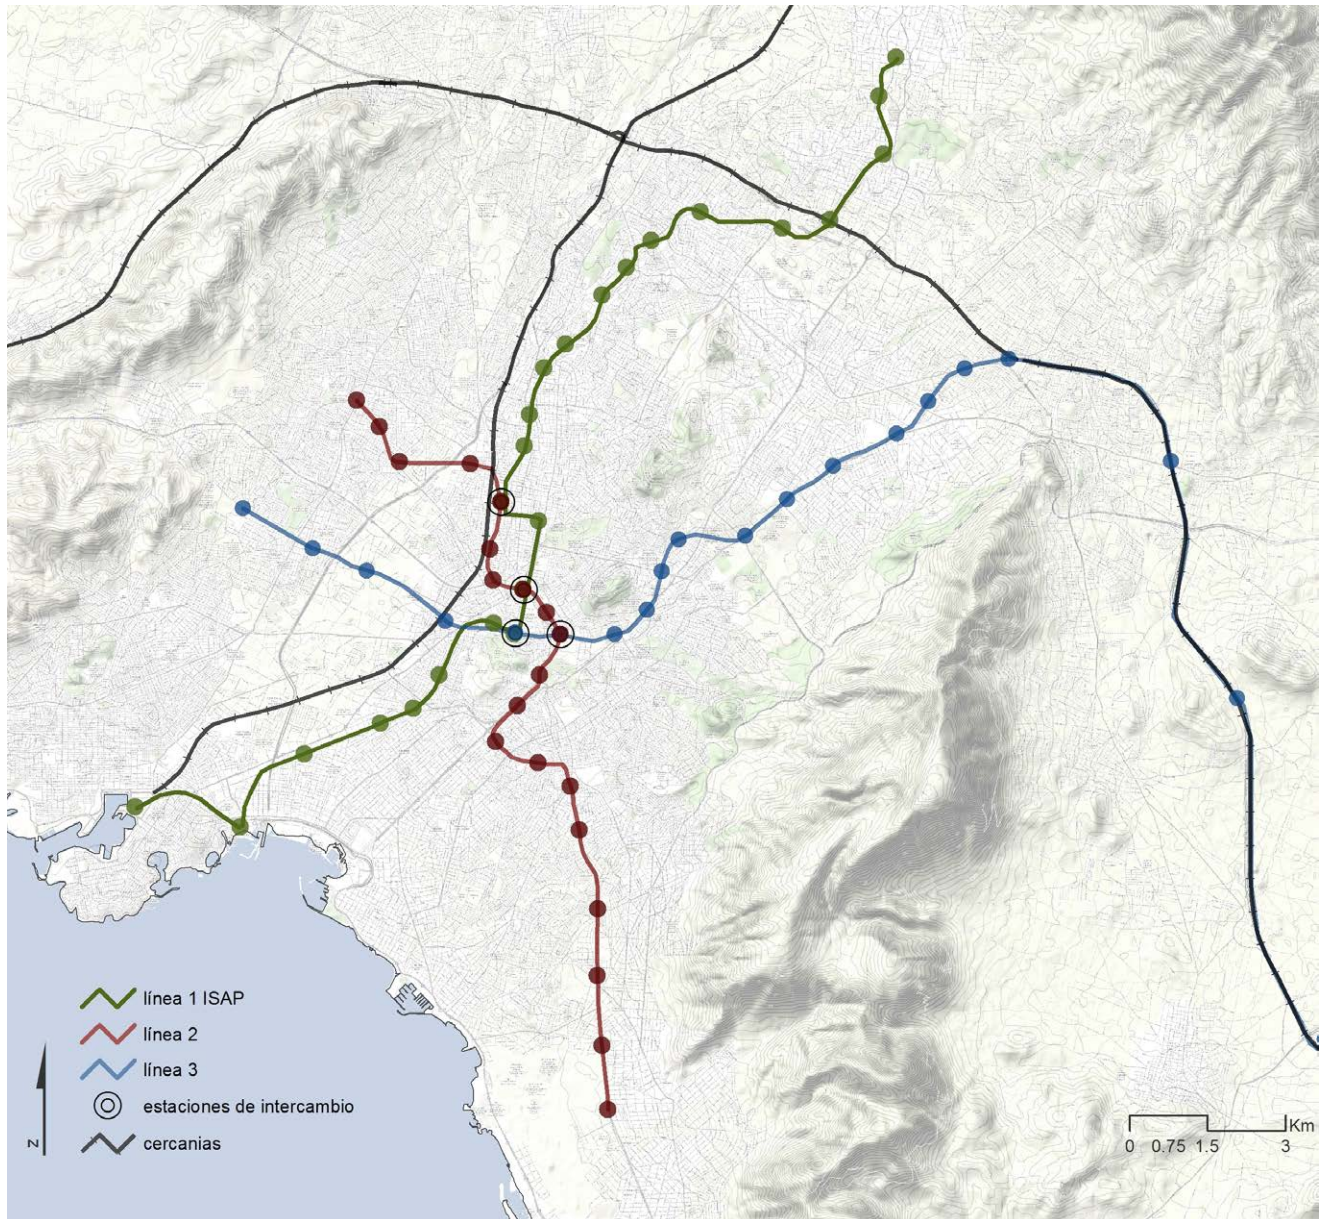 línea 1 ISAP
línea 2
línea 3
estaciones de intercambio
cercanias
N
Km
0 0.75 1.5 3